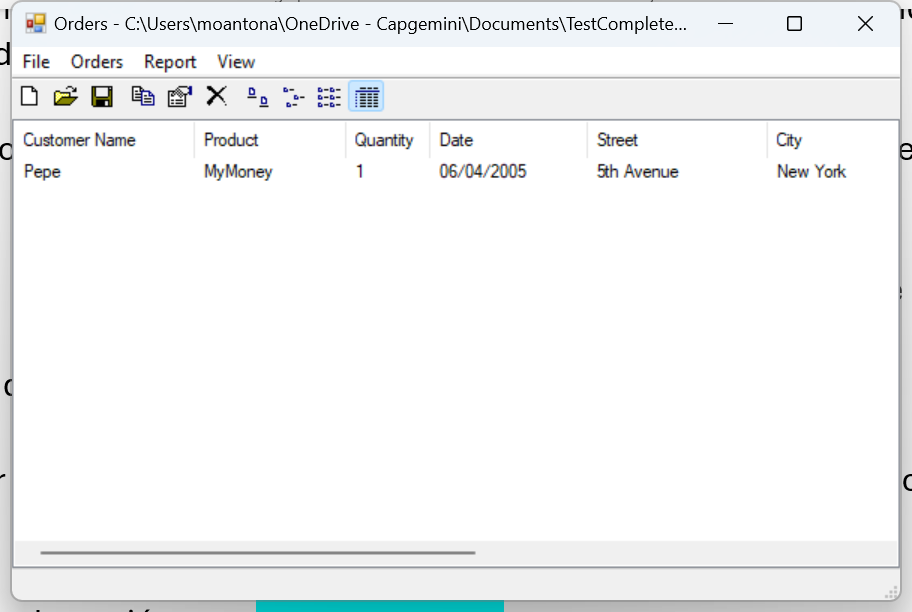 Orders - C:\Users\moantona\OneDrive - Capgemini\Documents\TestComplete...
File Orders Report View
Customer Name Product Quantity Date Street City
Pepe MyMoney 1 06/04/2005 5th Avenue New York